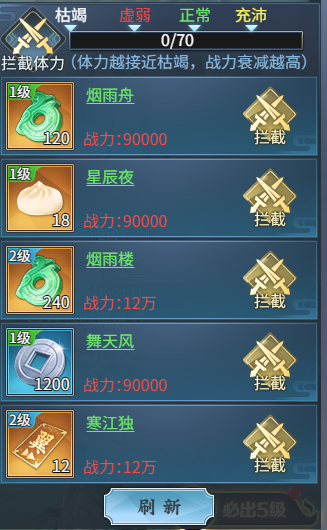 枯竭 虚弱 正常 充沛
0/70
拦截体力 (体力越接近枯竭，战力衰减越高)
1级
烟雨舟
120
战力:90000
拦截
1级
星辰夜
18
战力:90000
拦截
2级
烟雨楼
240
战力:12万
拦截
1级
舞天风
1200
战力:90000
拦截
2级
寒江独
翼
12
战力:12万
拦截
刷新
必出5级